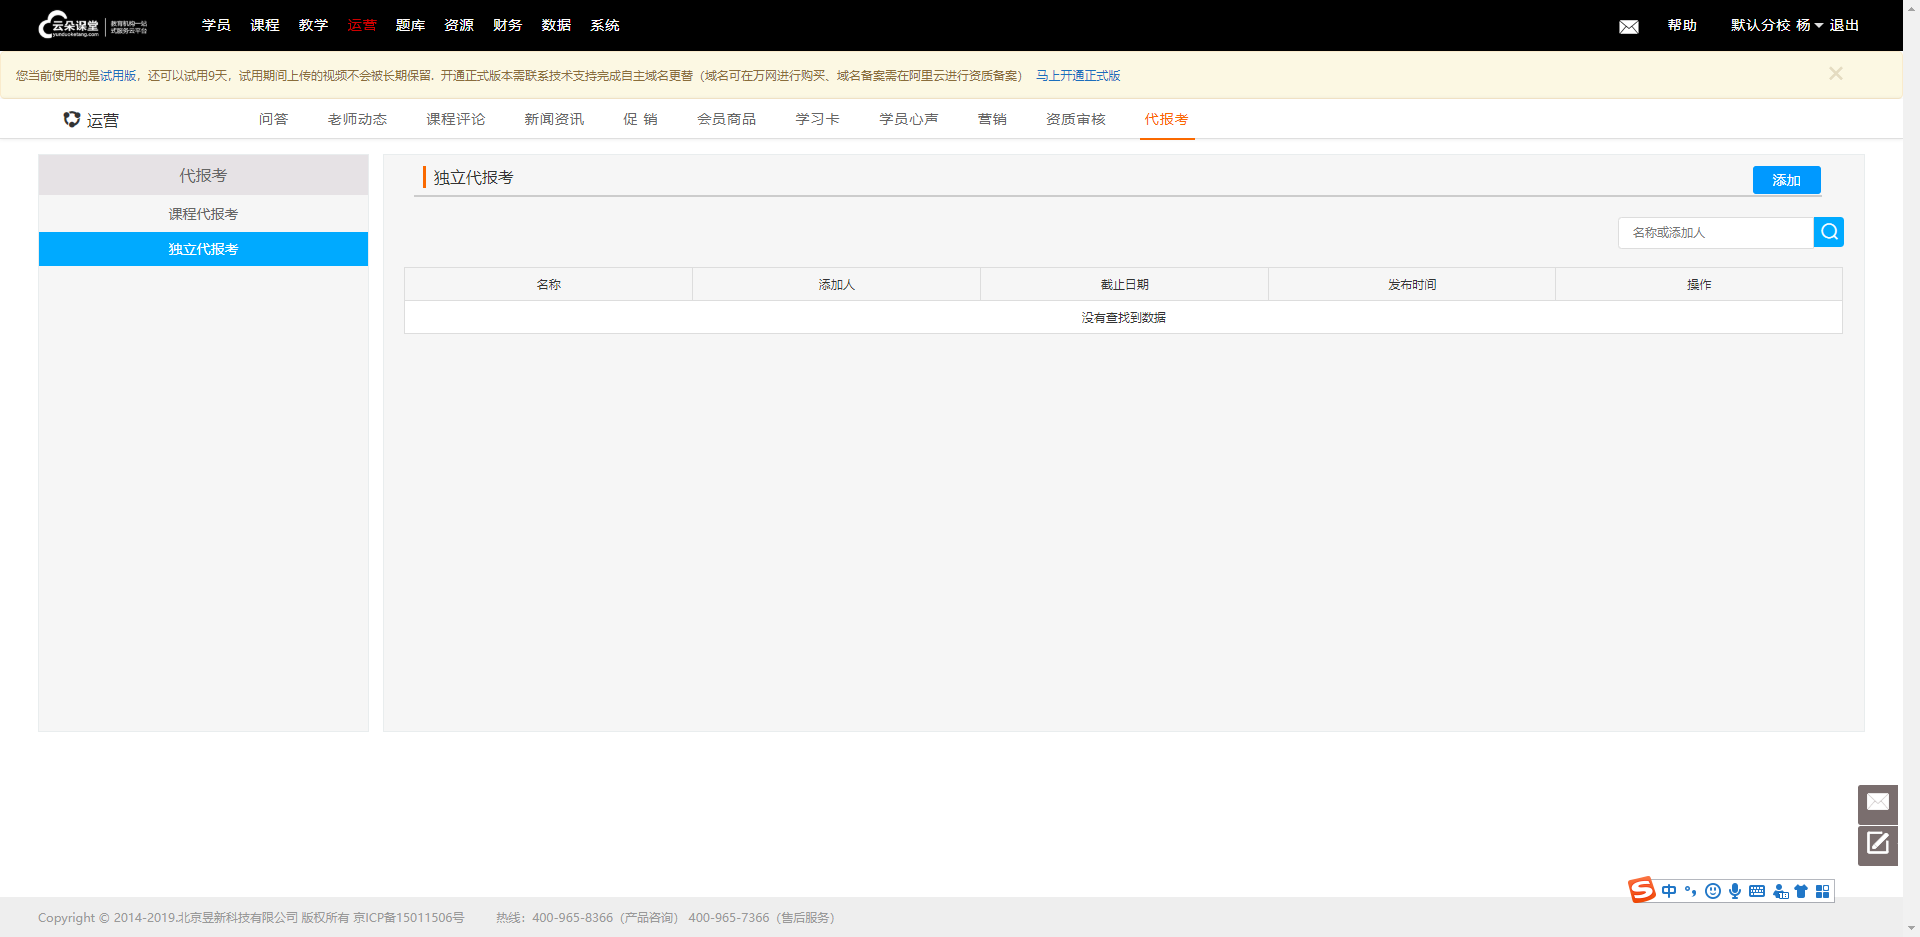 云朵课堂 教育机构一站
yunduoketang.com 式服务云平台
学员 课程 教学 运营 题库 资源 财务 数据 系统 帮助 默认分校 杨 退出
您当前使用的是试用版，还可以试用9天，试用期间上传的视频不会被长期保留. 开通正式版本需联系技术支持完成自主域名更替（域名可在万网进行购买、域名备案需在阿里云进行资质备案） 马上开通正式版
运营 问答 老师动态 课程评论 新闻资讯 促 销 会员商品 学习卡 学员心声 营销 资质审核 代报考
代报考
课程代报考
独立代报考
独立代报考 添加
名称或添加人
名称 添加人 截止日期 发布时间 操作
没有查找到数据
中
Copyright © 2014-2019.北京昱新科技有限公司 版权所有 京ICP备15011506号 热线：400-965-8366（产品咨询） 400-965-7366（售后服务）